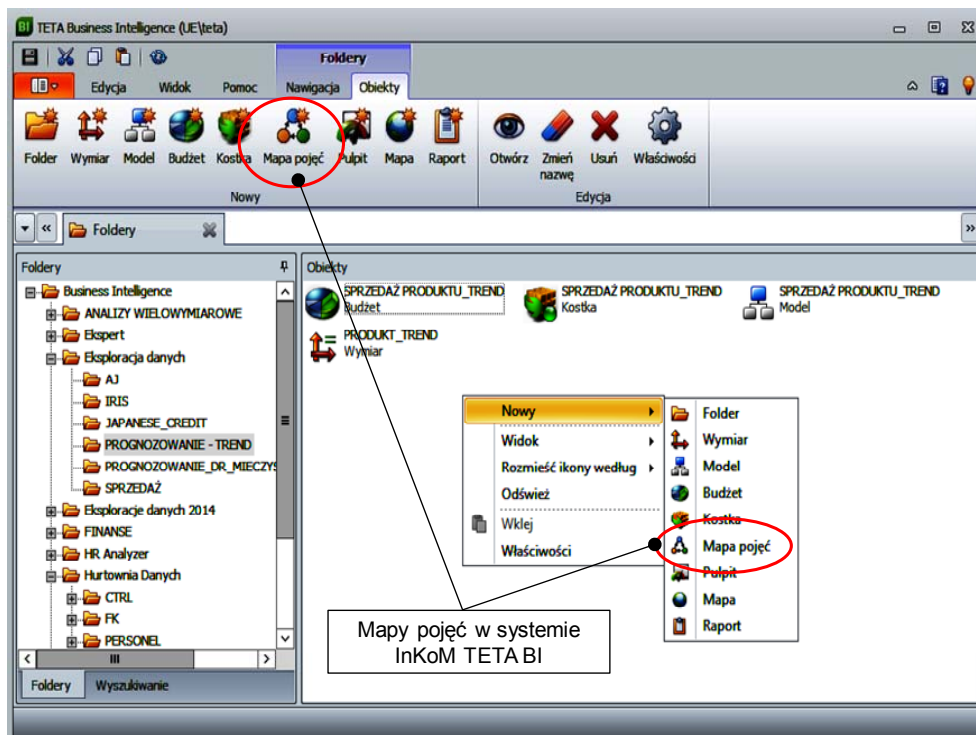 TETA Business Intelligence (UE\teta)
Foldery
Edycja Widok Pomoc Nawigacja Obiekty
Folder Wymiar Model Budżet Kostka Mapa pojęć Pulpit Mapa Raport Otwórz Zmień nazwę Usuń Właściwości
Nowy Edycja
Foldery
Foldery
Business Intelligence
ANALIZY WIELOWYMIAROWE
Ekspert
Eksploracja danych
AJ
IRIS
JAPANESE_CREDIT
PROGNOZOWANIE - TREND
PROGNOZOWANIE_DR_MIECZYS
SPRZEDAŻ
Eksploracje danych 2014
FINANSE
HR Analyzer
Hurtownia Danych
CTRL
FK
PERSONEL
Foldery Wyszukiwanie
Obiekty
SPRZEDAŻ PRODUKTU_TREND
Budżet
SPRZEDAŻ PRODUKTU_TREND
Kostka
SPRZEDAŻ PRODUKTU_TREND
Model
PRODUKT_TREND
Wymiar
Nowy
Widok
Rozmieść ikony według
Odśwież
Wklej
Właściwości
Folder
Wymiar
Model
Budżet
Kostka
Mapa pojęć
Pulpit
Mapa
Raport
Mapy pojęć w systemie
InKoM TETA BI